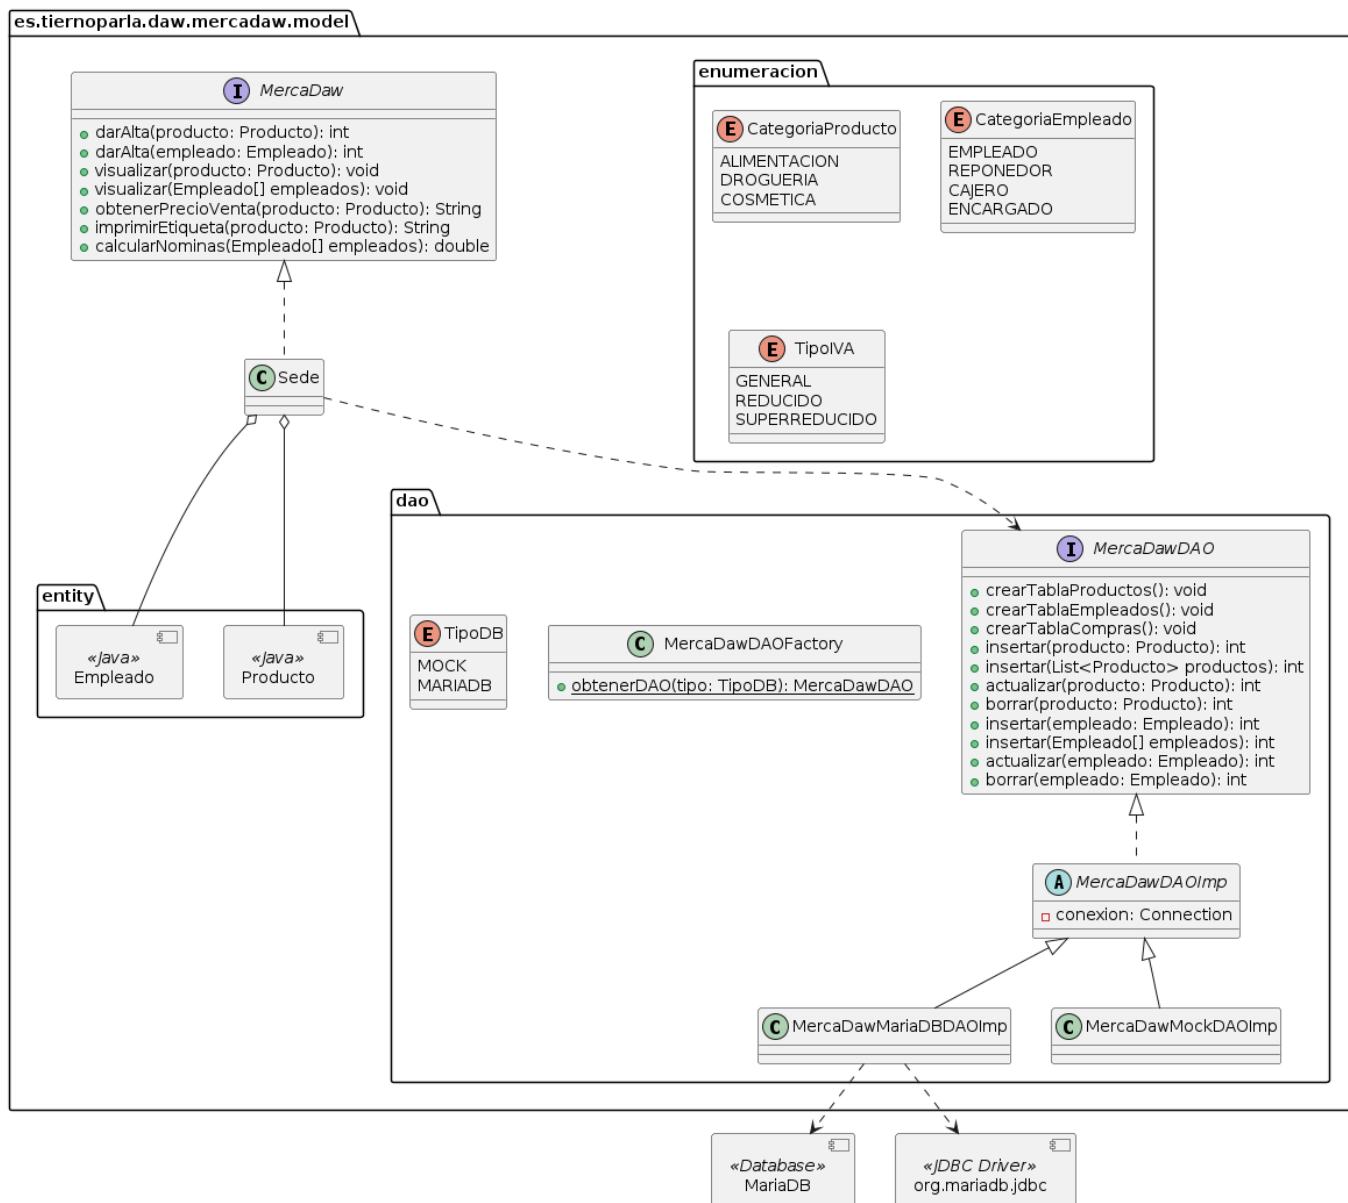 es.tiernoparla.daw.mercadaw.model
I MercaDaw
darAlta(producto: Producto): int
darAlta(empleado: Empleado): int
visualizar(producto: Producto): void
visualizar(Empleado[] empleados): void
obtenerPrecioVenta(producto: Producto): String
imprimirEtiqueta(producto: Producto): String
calcularNominas(Empleado[] empleados): double
enumeracion
E CategoriaProducto
ALIMENTACION
DROGUERIA
COSMETICA
E CategoriaEmpleado
EMPLEADO
REPONEDOR
CAJERO
ENCARGADO
E TipoIVA
GENERAL
REDUCIDO
SUPERREDUCIDO
C Sede
entity
«Java»
Empleado
«Java»
Producto
dao
E TipoDB
MOCK
MARIADB
C MercaDawDAOFactory
obtenerDAO(tipo: TipoDB): MercaDawDAO
I MercaDawDAO
crearTablaProductos(): void
crearTablaEmpleados(): void
crearTablaCompras(): void
insertar(producto: Producto): int
insertar(List<Producto> productos): int
actualizar(producto: Producto): int
borrar(producto: Producto): int
insertar(empleado: Empleado): int
insertar(Empleado[] empleados): int
actualizar(empleado: Empleado): int
borrar(empleado: Empleado): int
A MercaDawDAOImp
conexion: Connection
C MercaDawMariaDBDAOImp
C MercaDawMockDAOImp
«Database»
MariaDB
«JDBC Driver»
org.mariadb.jdbc